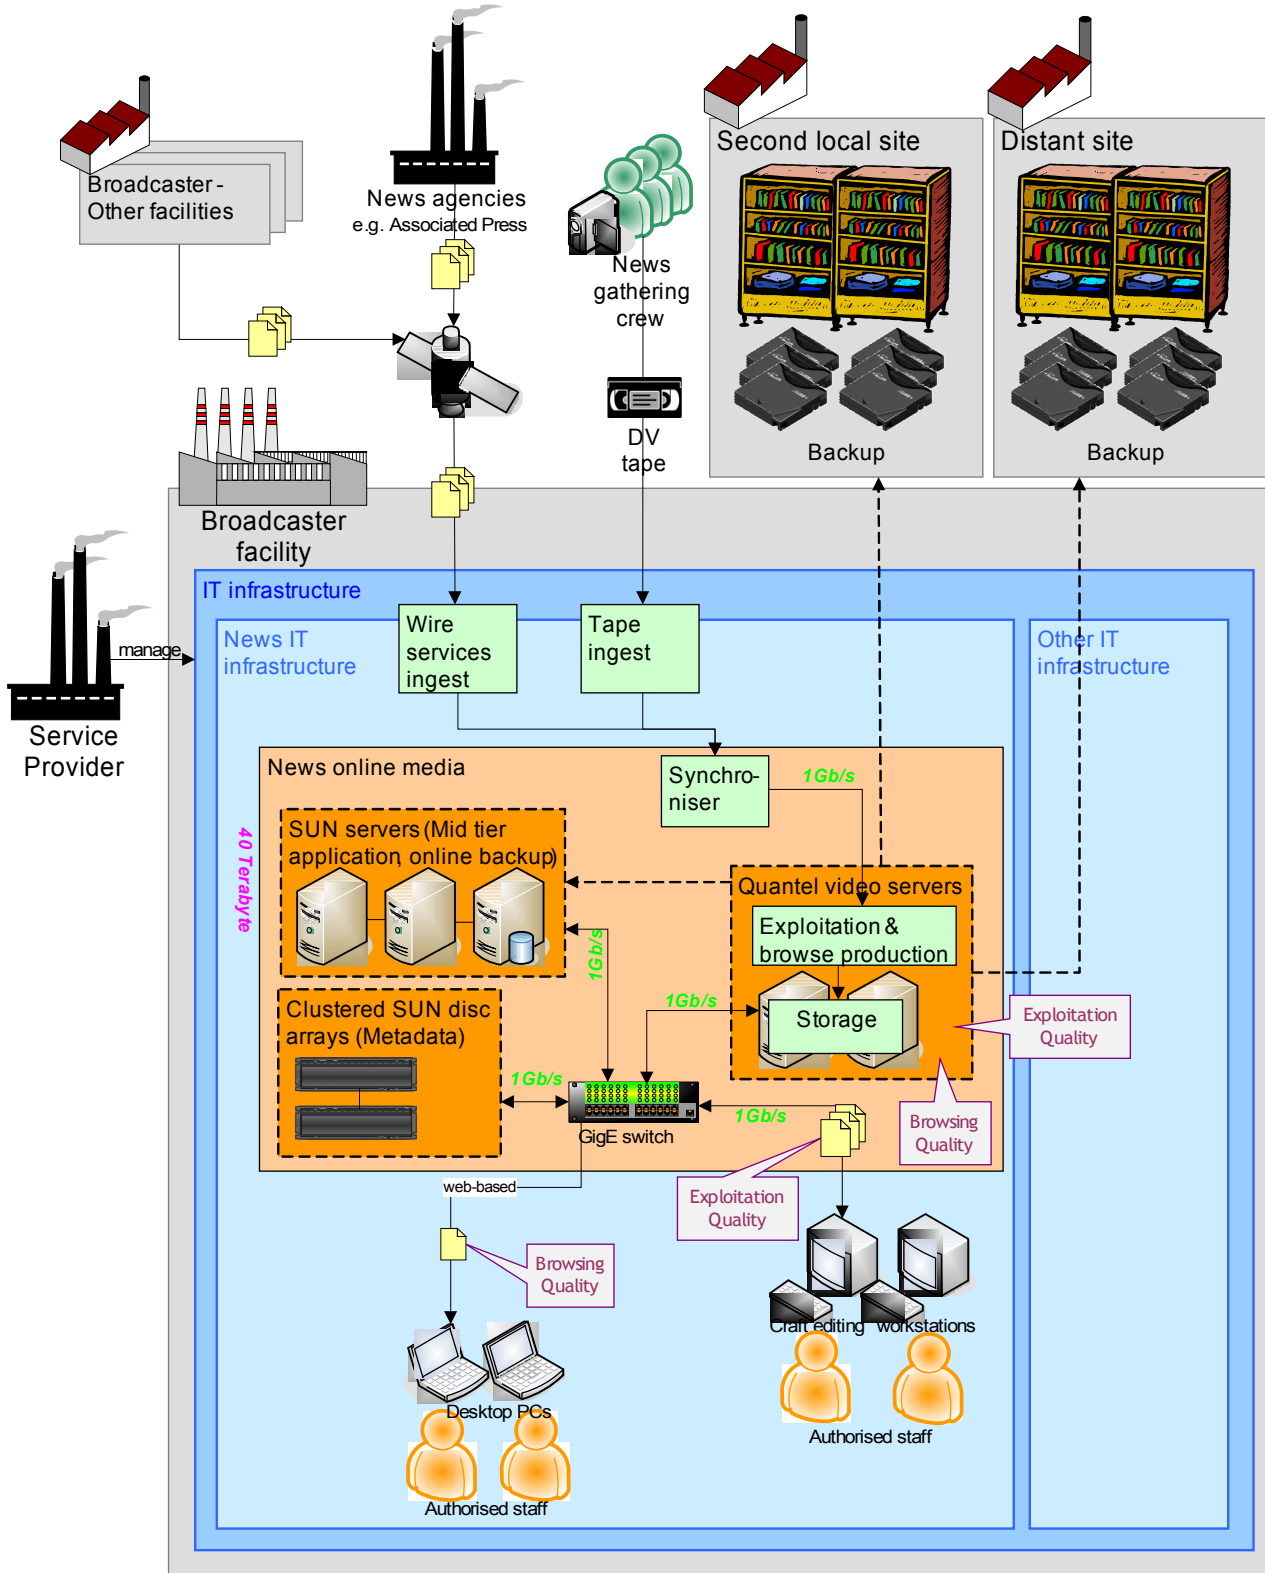 Second local site
Distant site
Broadcaster -
Other facilities
News agencies
e.g. Associated Press
News
gathering
crew
DV
tape
Backup
Backup
Broadcaster
facility
IT infrastructure
News IT
infrastructure
Wire
services
ingest
Tape
ingest
Other IT
infrastructure
manage
Service
Provider
News online media
Synchro-
niser
1Gb/s
40 Terabyte
SUN servers (Mid tier
application, online backup)
Quantel video servers
Exploitation &
browse production
1Gb/s
1Gb/s
Storage
Clustered SUN disc
arrays (Metadata)
Exploitation
Quality
1Gb/s
1Gb/s
GigE switch
Browsing
Quality
web-based
Exploitation
Quality
Browsing
Quality
Craft editing workstations
Desktop PCs
Authorised staff
Authorised staff